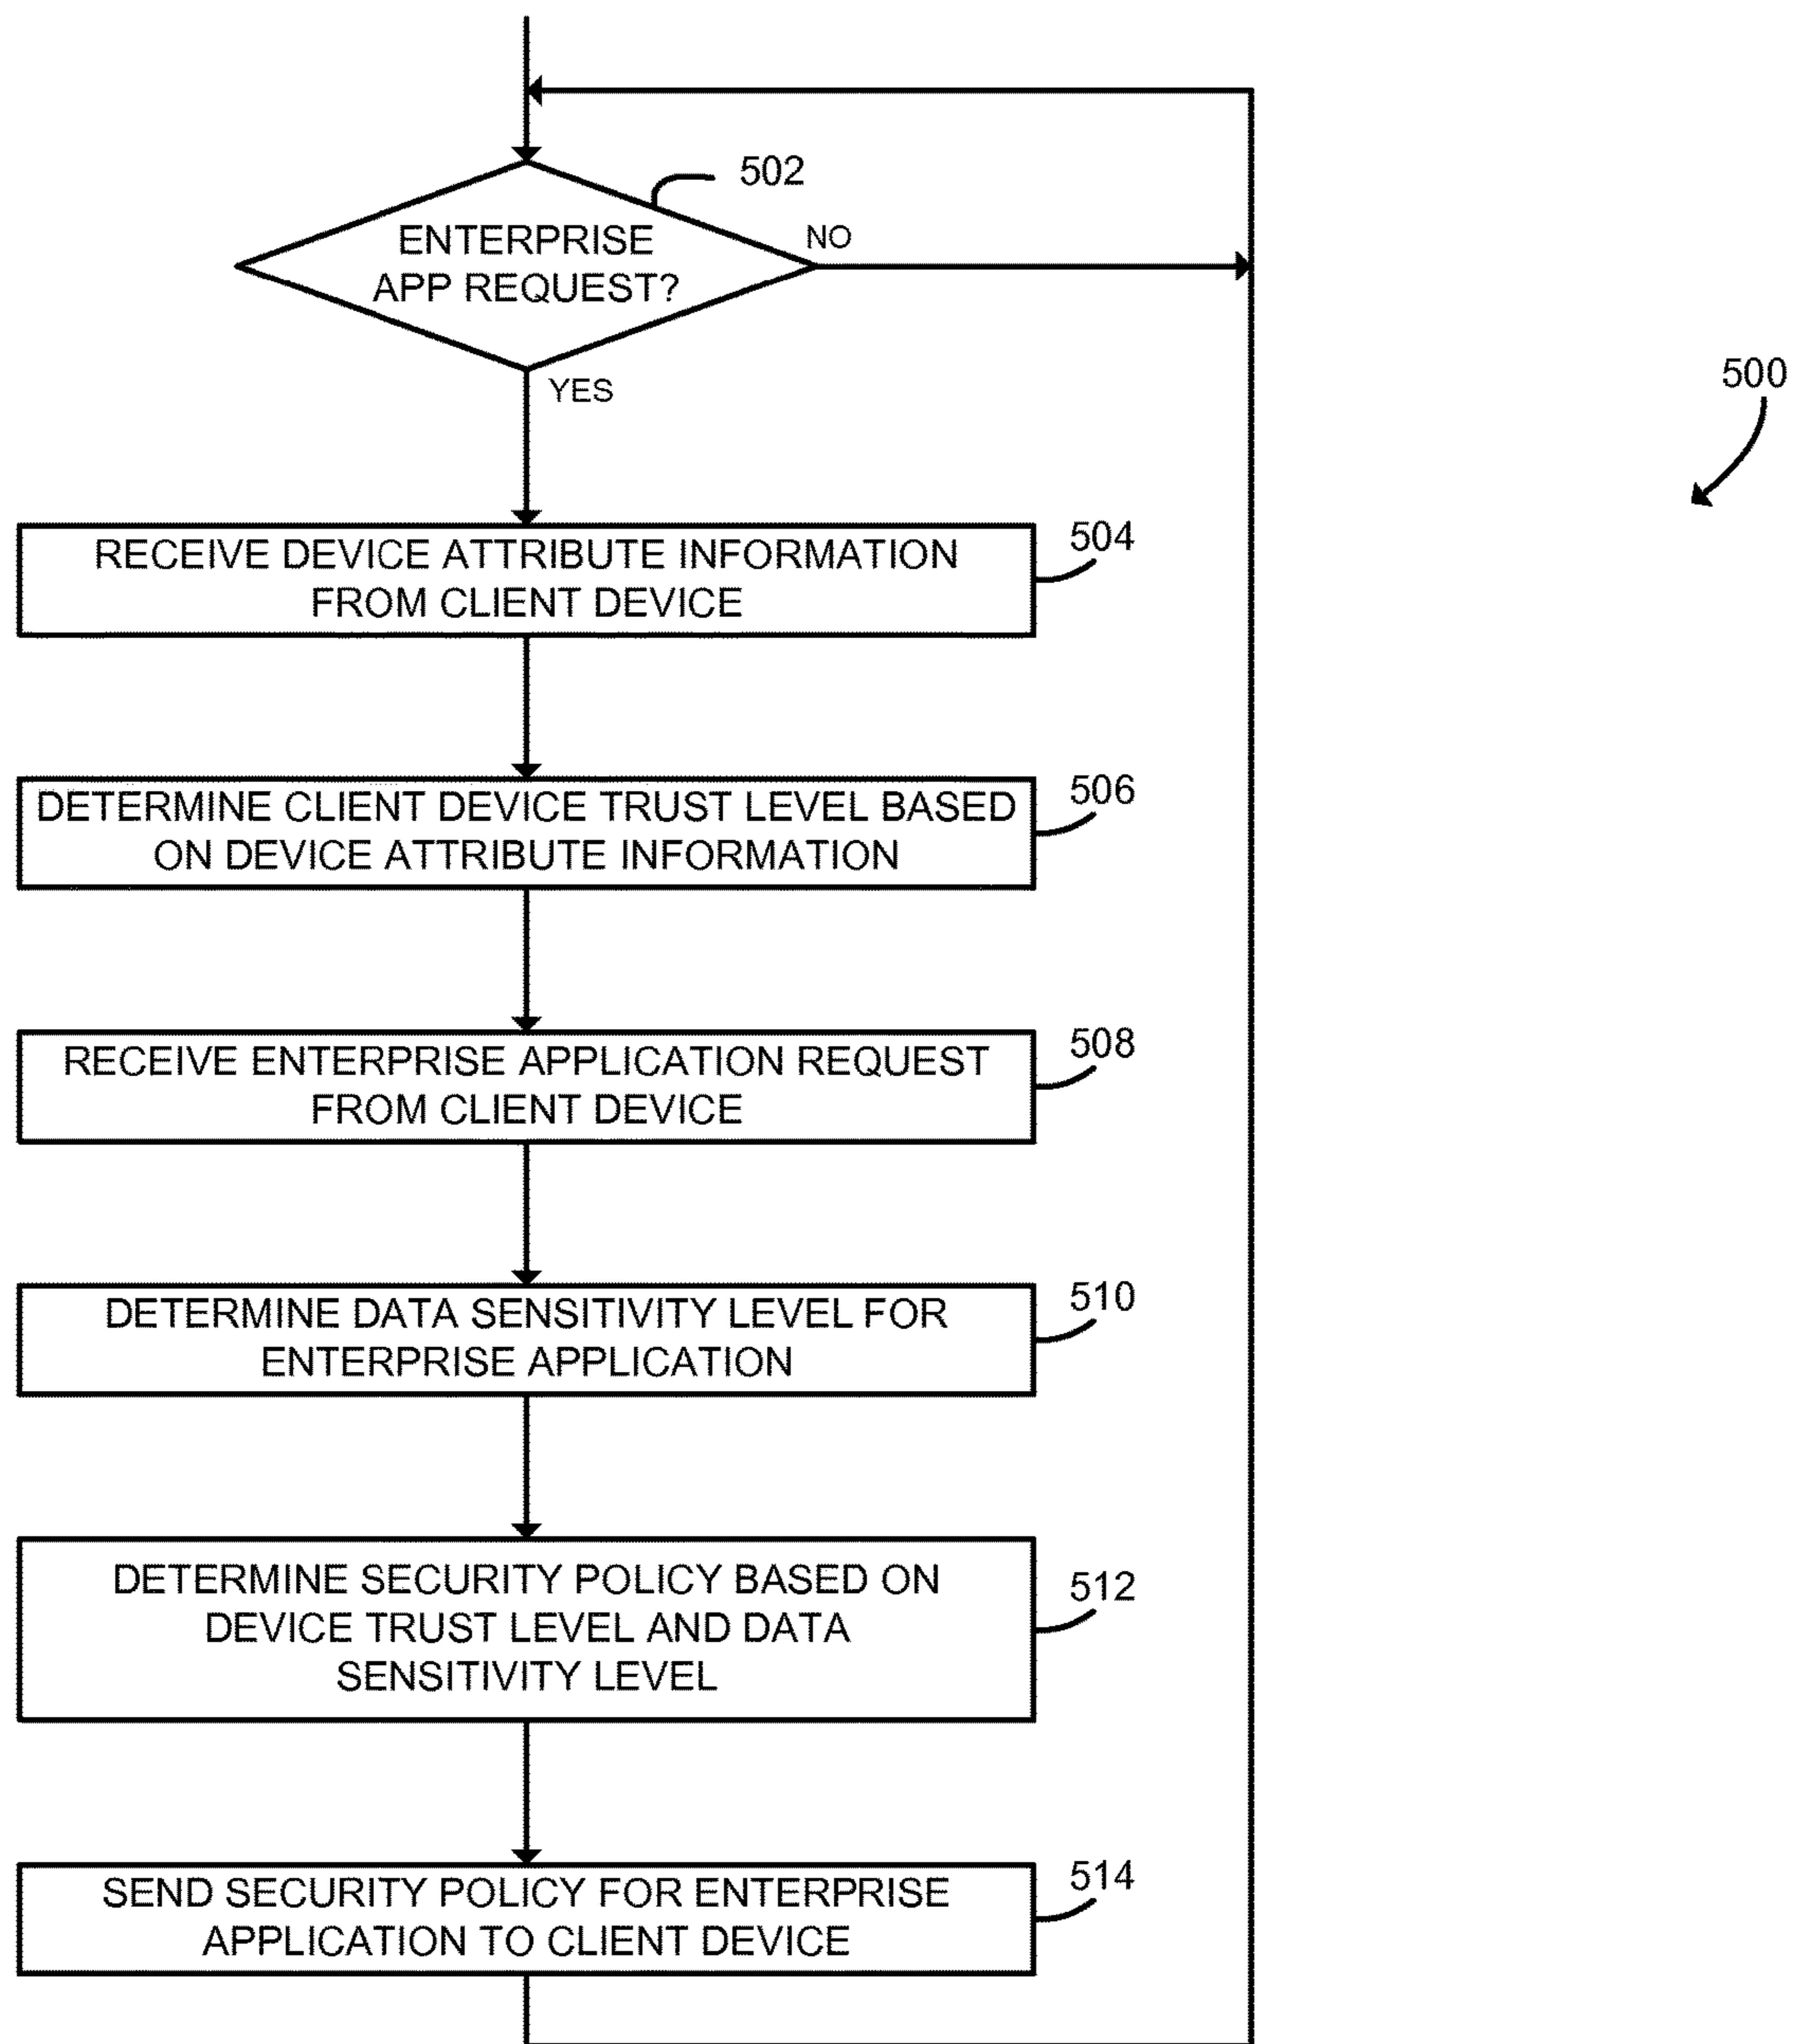 502
ENTERPRISE
APP REQUEST?
NO
YES
500
504
RECEIVE DEVICE ATTRIBUTE INFORMATION
FROM CLIENT DEVICE
506
DETERMINE CLIENT DEVICE TRUST LEVEL BASED
ON DEVICE ATTRIBUTE INFORMATION
508
RECEIVE ENTERPRISE APPLICATION REQUEST
FROM CLIENT DEVICE
510
DETERMINE DATA SENSITIVITY LEVEL FOR
ENTERPRISE APPLICATION
512
DETERMINE SECURITY POLICY BASED ON
DEVICE TRUST LEVEL AND DATA
SENSITIVITY LEVEL
514
SEND SECURITY POLICY FOR ENTERPRISE
APPLICATION TO CLIENT DEVICE